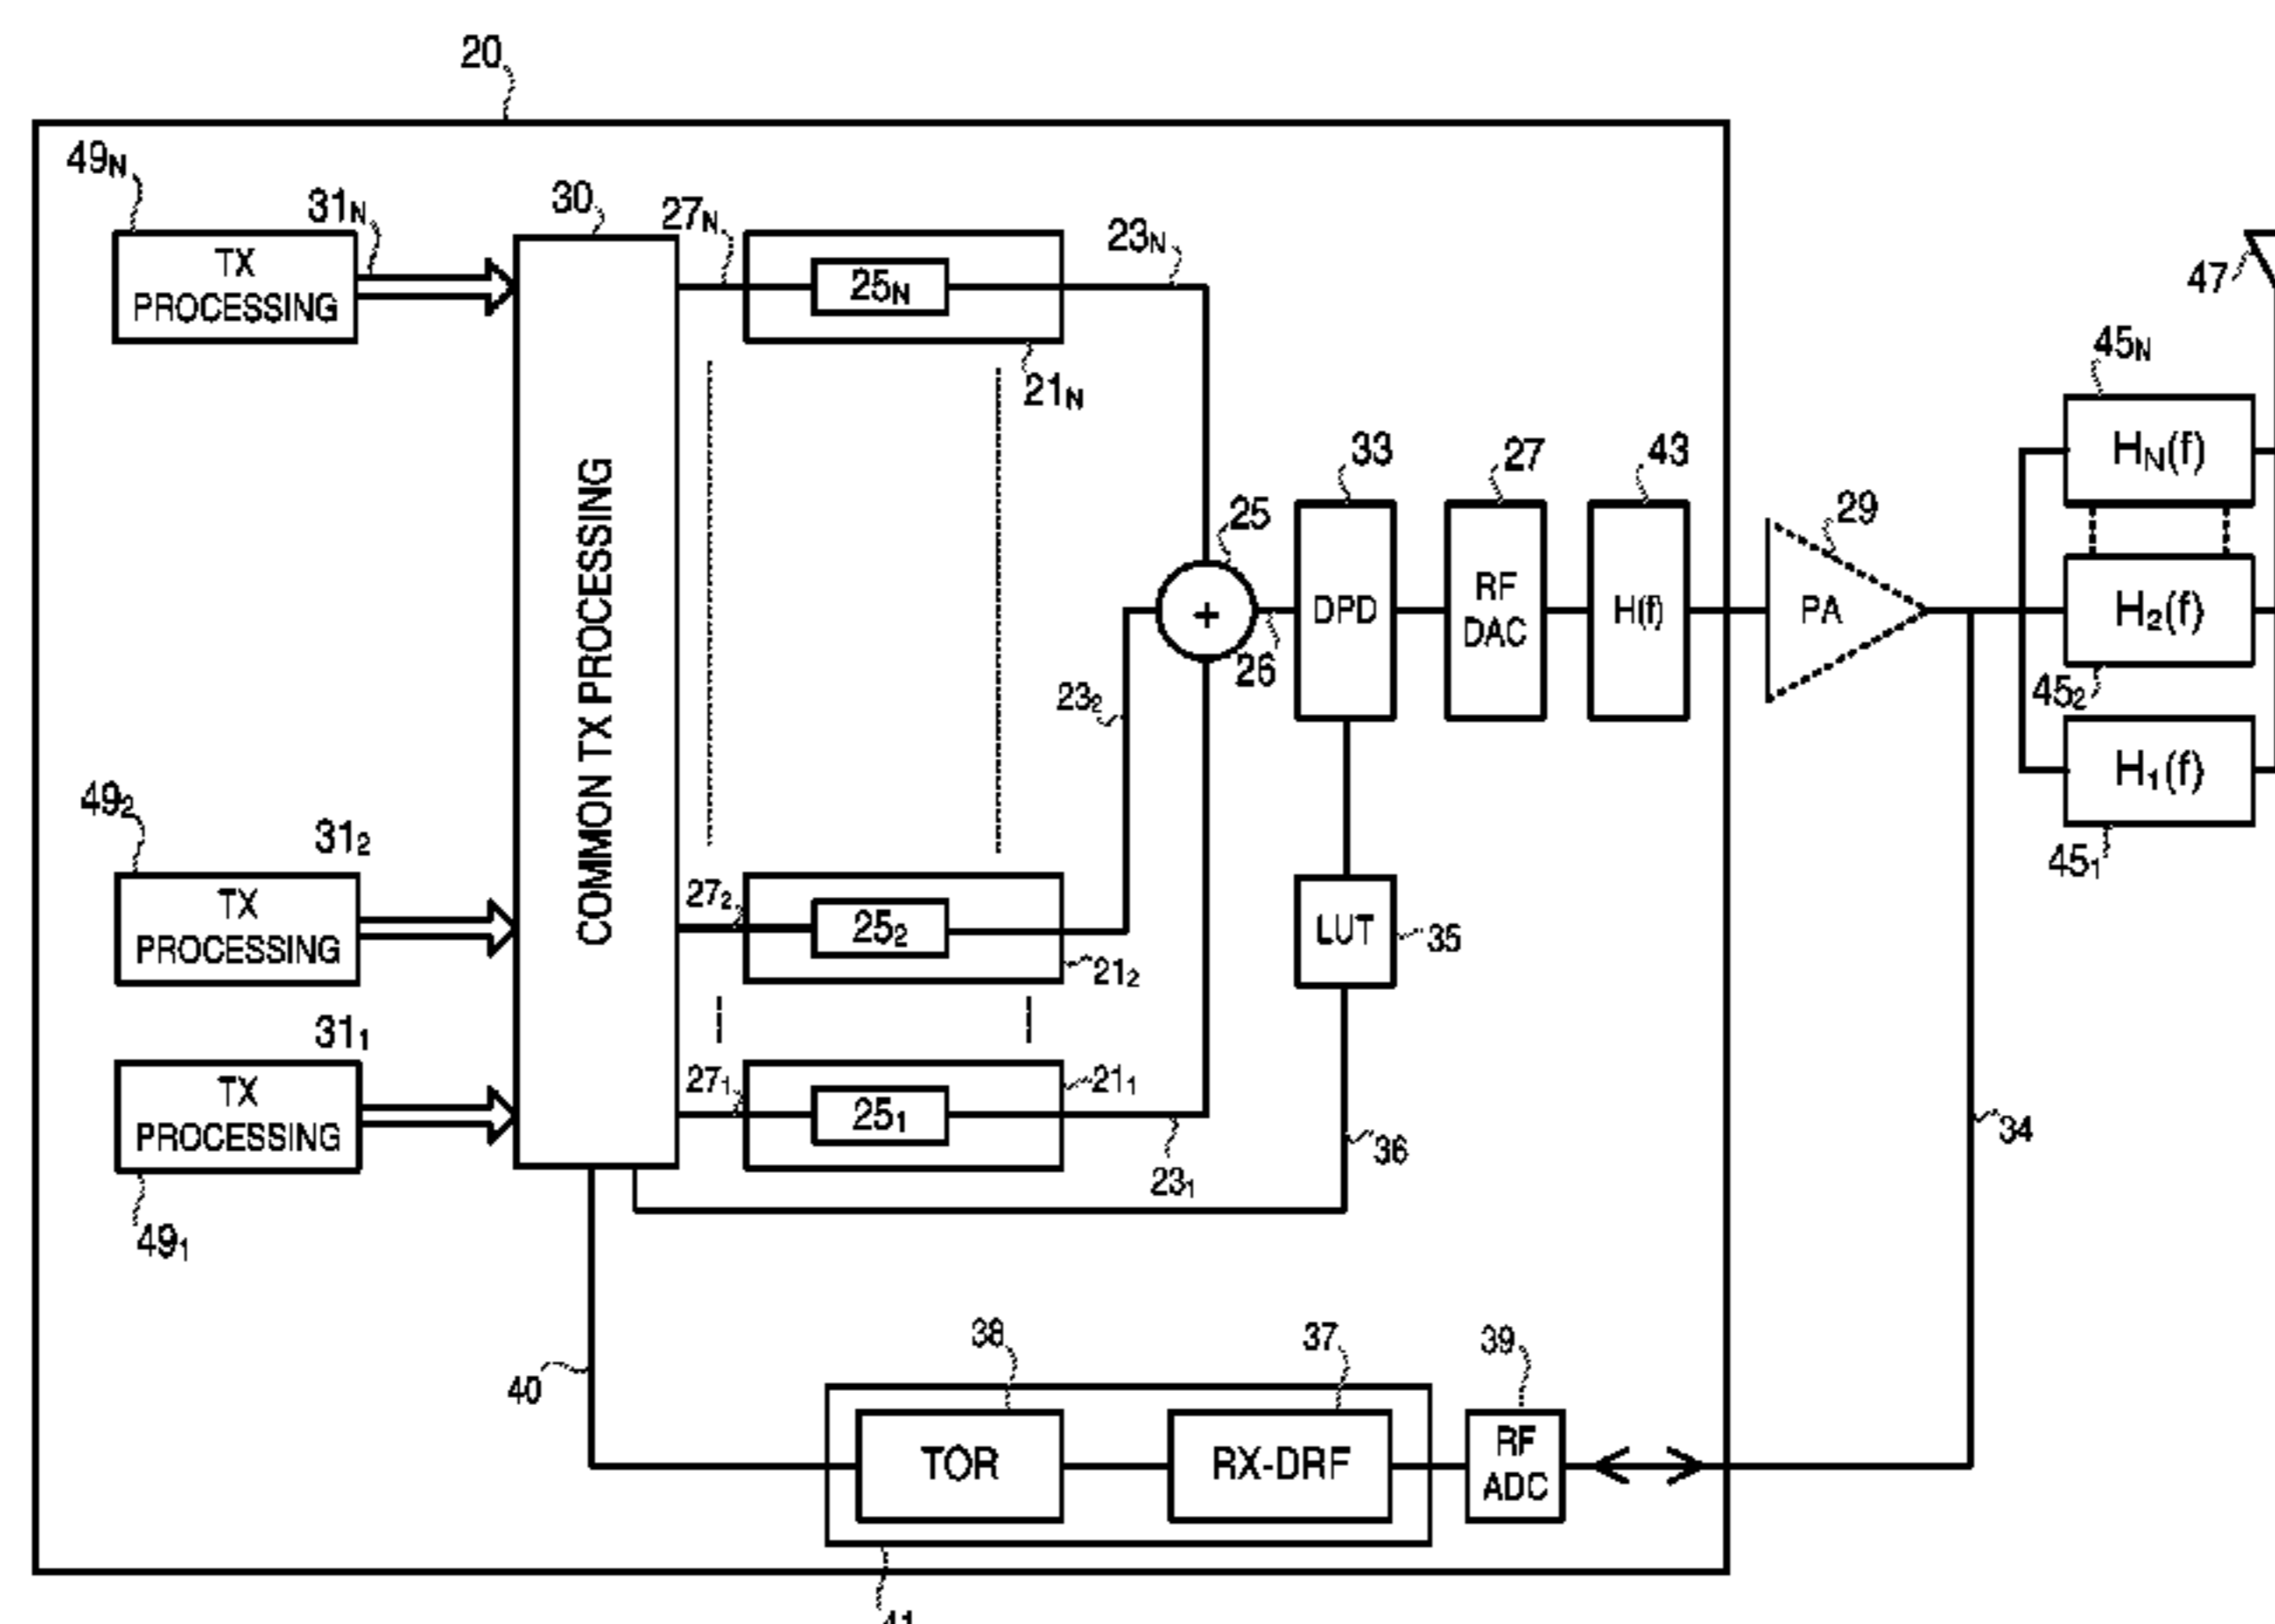 20
49N
31N
30
27N
23N
TX
PROCESSING
25N
21N
47
45N
HN(f)
COMMON TX PROCESSING
33
27
43
25
29
+
26
DPD
RF
DAC
H(f)
PA
H2(f)
452
232
H1(f)
451
492
312
TX
PROCESSING
272
252
212
LUT
35
311
TX
PROCESSING
271
251
211
231
36
34
491
38
37
39
40
TOR
RX-DRF
RF
ADC
41